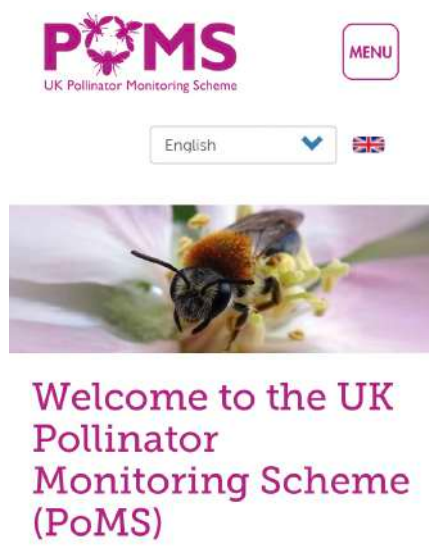 POMS
UK Pollinator Monitoring Scheme
MENU
English
Welcome to the UK
Pollinator
Monitoring Scheme
(PoMS)